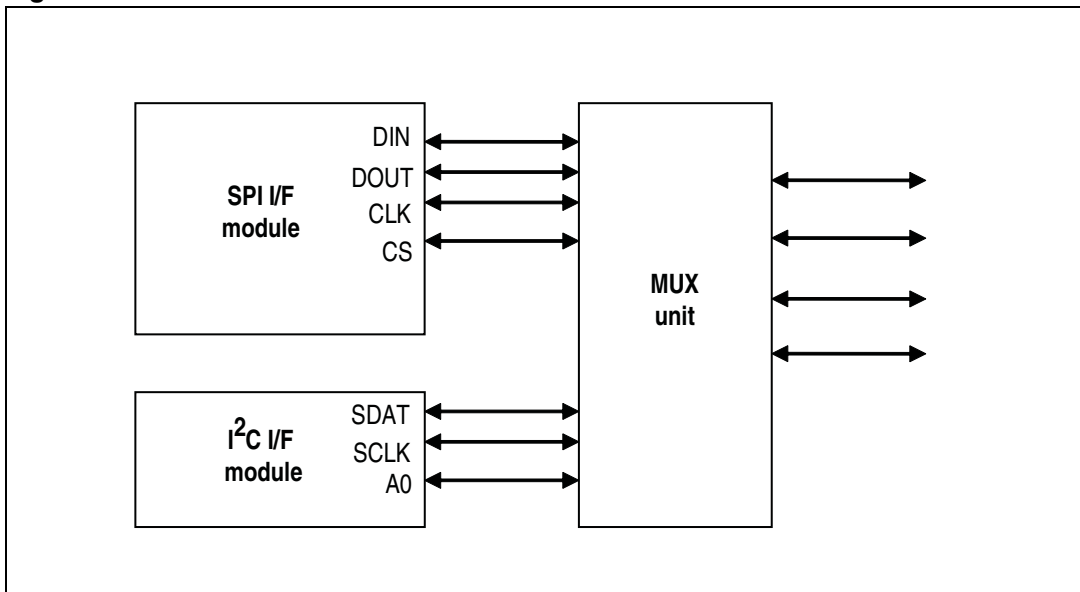 SPI I/F
module
DIN
DOUT
CLK
CS
I²C I/F
module
SDAT
SCLK
A0
MUX
unit